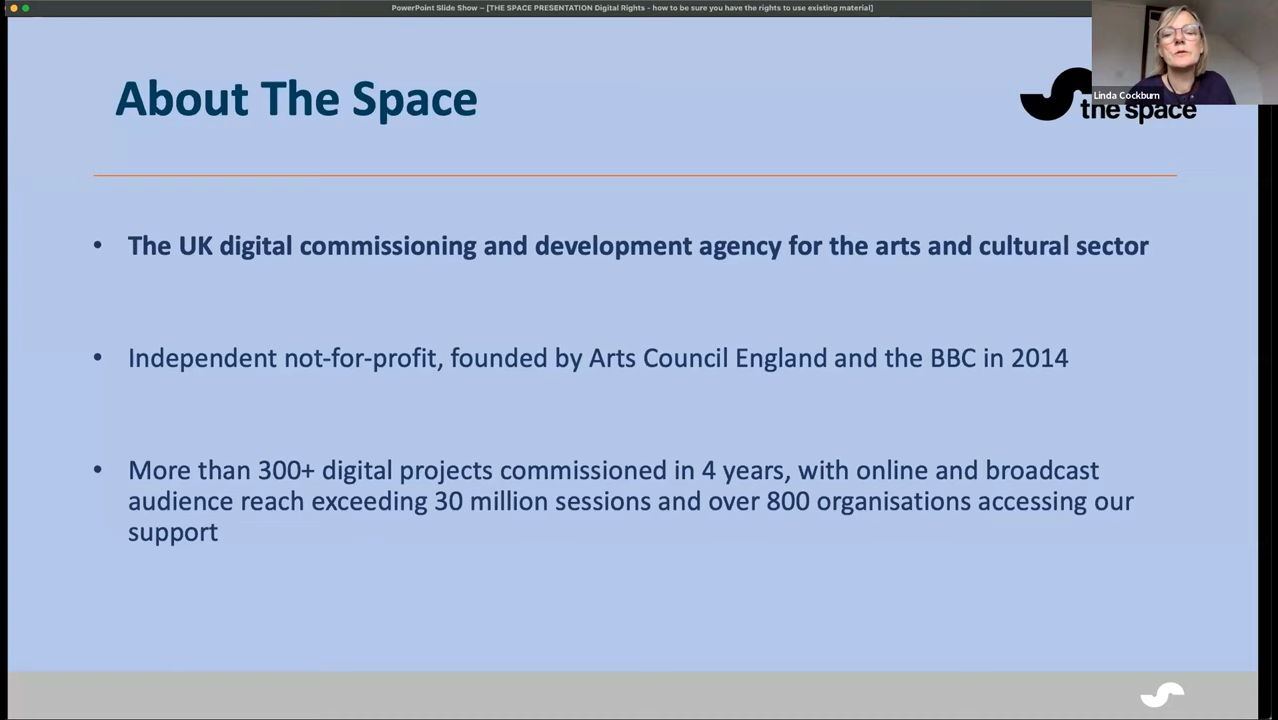 PowerPoint Slide Show – [THE SPACE PRESENTATION Digital Rights - how to be sure you have the rights to use existing material]
About The Space
Linda Cockburn
the space
• The UK digital commissioning and development agency for the arts and cultural sector
• Independent not-for-profit, founded by Arts Council England and the BBC in 2014
• More than 300+ digital projects commissioned in 4 years, with online and broadcast
audience reach exceeding 30 million sessions and over 800 organisations accessing our
support